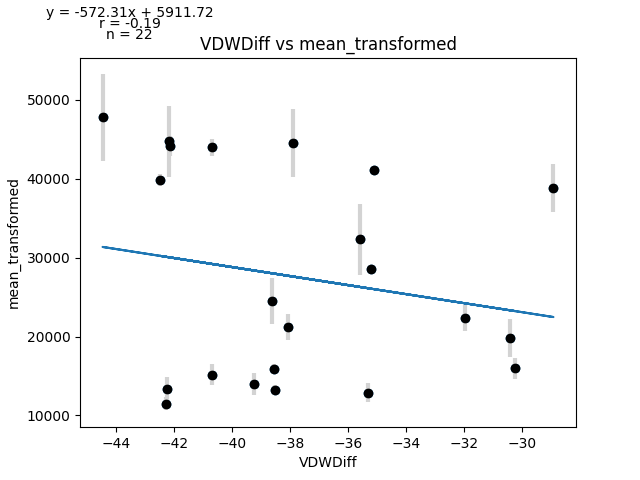 y = -572.31x + 5911.72
r = -0.19
n = 22
VDWDiff vs mean_transformed
50000
40000
30000
20000
10000
mean_transformed
−44 −42 −40 −38 −36 −34 −32 −30
VDWDiff